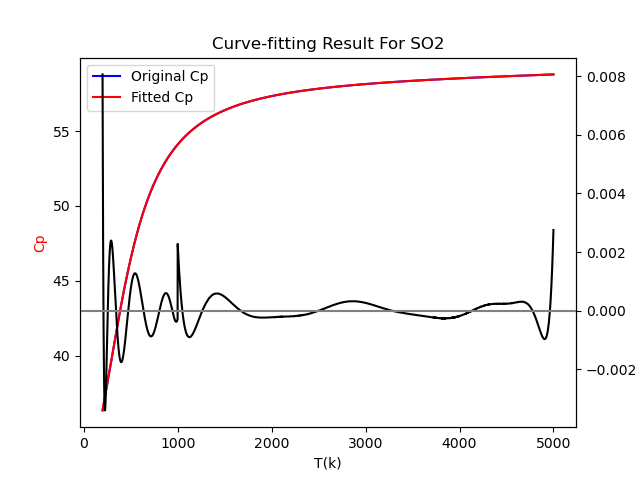 Curve-fitting Result For SO2
Original Cp
Fitted Cp
Cp
55
50
45
40
0.008
0.006
0.004
0.002
0.000
−0.002
0 1000 2000 3000 4000 5000
T(k)